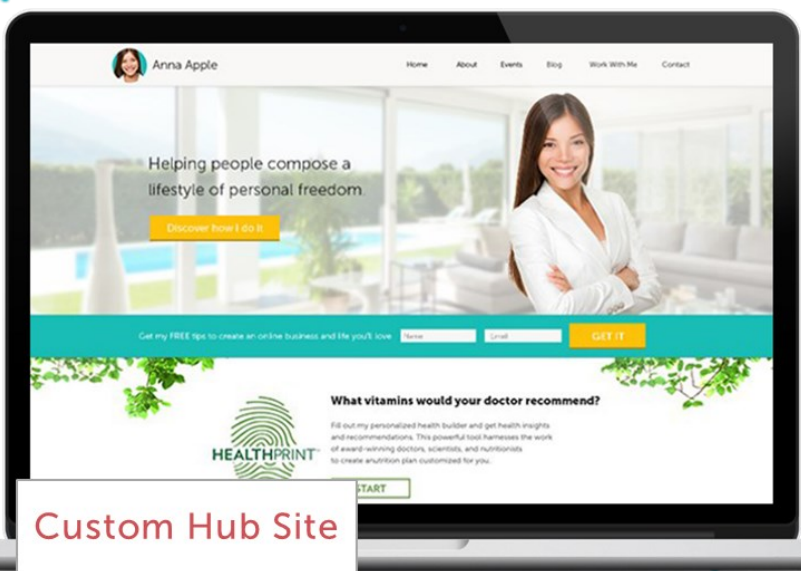 Anna Apple
Home About Events Blog Work With Me Contact
Helping people compose a
lifestyle of personal freedom.
Discover how I do it
Get my FREE tips to create an online business and life you'll love Name Email GET IT
What vitamins would your doctor recommend?
Fill out my personalized health builder and get health insights
and recommendations. This powerful tool harnesses the work
of award-winning doctors, scientists, and nutritionists
to create anutrition plan customized for you.
HEALTHPRINT
START
Custom Hub Site